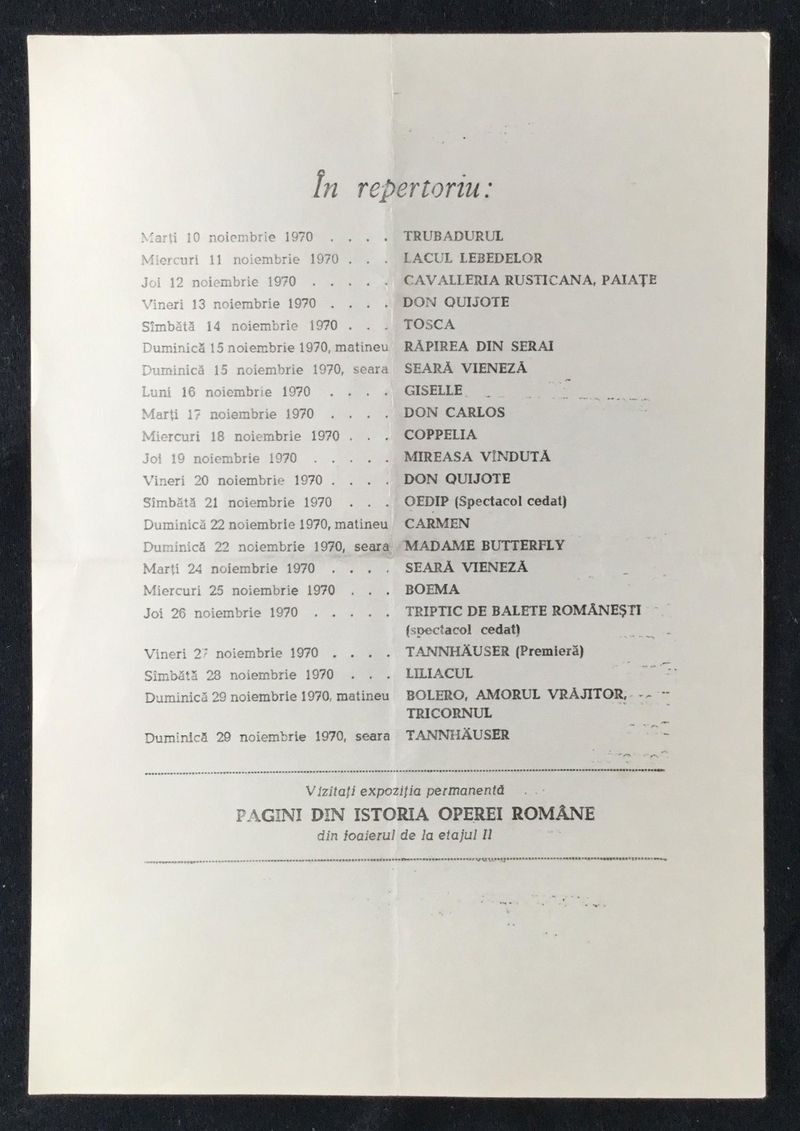 În repertoriu:
Marți 10 noiembrie 1970 . . . . TRUBADURUL
Miercuri 11 noiembrie 1970 . . . LACUL LEBEDELOR
Joi 12 noiembrie 1970 . . . . . CAVALLERIA RUSTICANA, PAIAȚE
Vineri 13 noiembrie 1970 . . . . DON QUIJOTE
Sîmbătă 14 noiembrie 1970 . . . TOSCA
Duminică 15 noiembrie 1970, matineu RĂPIREA DIN SERAI
Duminică 15 noiembrie 1970, seara SEARĂ VIENEZĂ
Luni 16 noiembrie 1970 . . . . GISELLE
Marți 17 noiembrie 1970 . . . . DON CARLOS
Miercuri 18 noiembrie 1970 . . . COPPELIA
Joi 19 noiembrie 1970 . . . . . MIREASA VÎNDUTĂ
Vineri 20 noiembrie 1970 . . . . DON QUIJOTE
Sîmbătă 21 noiembrie 1970 . . . OEDIP (Spectacol cedat)
Duminică 22 noiembrie 1970, matineu CARMEN
Duminică 22 noiembrie 1970, seara MADAME BUTTERFLY
Marți 24 noiembrie 1970 . . . . SEARĂ VIENEZĂ
Miercuri 25 noiembrie 1970 . . . BOEMA
Joi 26 noiembrie 1970 . . . . . TRIPTIC DE BALETE ROMÂNEȘTI
(spectacol cedat)
Vineri 27 noiembrie 1970 . . . . TANNHÄUSER (Premieră)
Sîmbătă 28 noiembrie 1970 . . . LILIACUL
Duminică 29 noiembrie 1970, matineu BOLERO, AMORUL VRĂJITOR,
TRICORNUL
Duminică 29 noiembrie 1970, seara TANNHÄUSER
Vizitați expoziția permanentă
PAGINI DIN ISTORIA OPEREI ROMÂNE
din foaierul de la etajul II